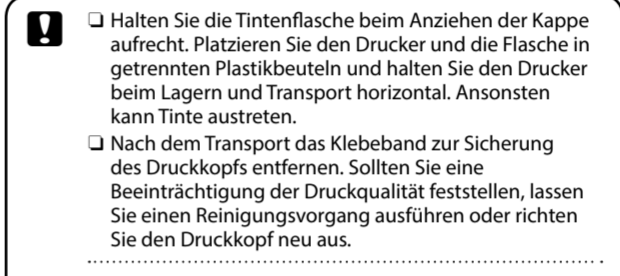 ❏ Halten Sie die Tintenflasche beim Anziehen der Kappe
aufrecht. Platzieren Sie den Drucker und die Flasche in
getrennten Plastikbeuteln und halten Sie den Drucker
beim Lagern und Transport horizontal. Ansonsten
kann Tinte austreten.
❏ Nach dem Transport das Klebeband zur Sicherung
des Druckkopfs entfernen. Sollten Sie eine
Beeinträchtigung der Druckqualität feststellen, lassen
Sie einen Reinigungsvorgang ausführen oder richten
Sie den Druckkopf neu aus.